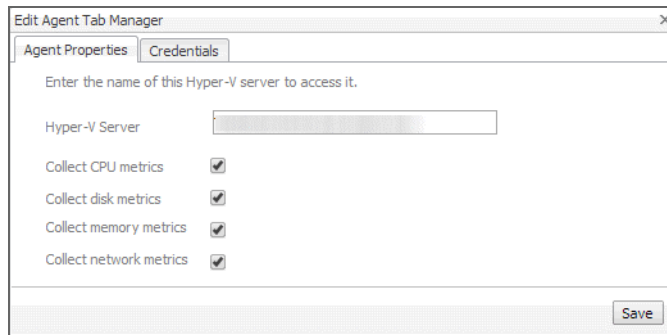 Edit Agent Tab Manager
Agent Properties Credentials
Enter the name of this Hyper-V server to access it.
Hyper-V Server
Collect CPU metrics
Collect disk metrics
Collect memory metrics
Collect network metrics
Save